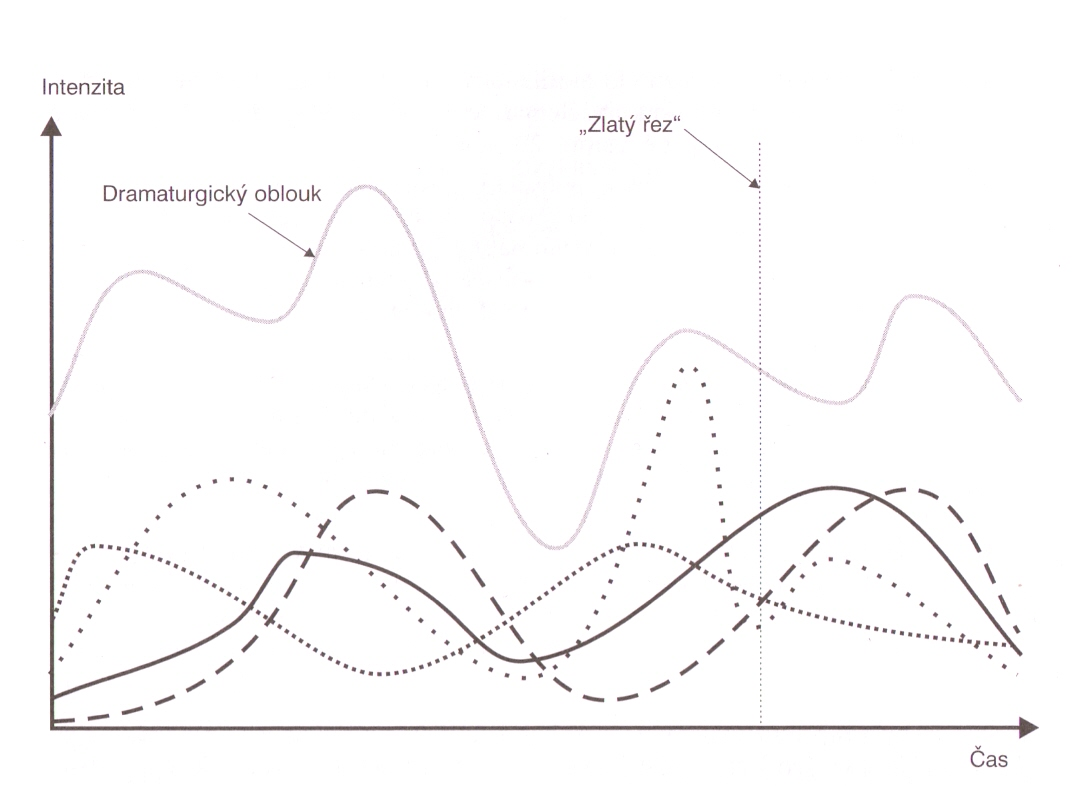 Intenzita
„Zlatý řez“
Dramaturgický oblouk
Čas